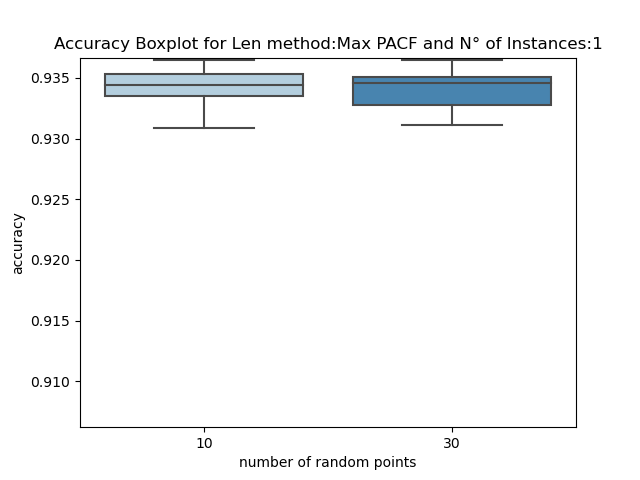 Accuracy Boxplot for Len method:Max PACF and N° of Instances:1
0.935
0.930
0.925
0.920
0.915
0.910
accuracy
10 30
number of random points